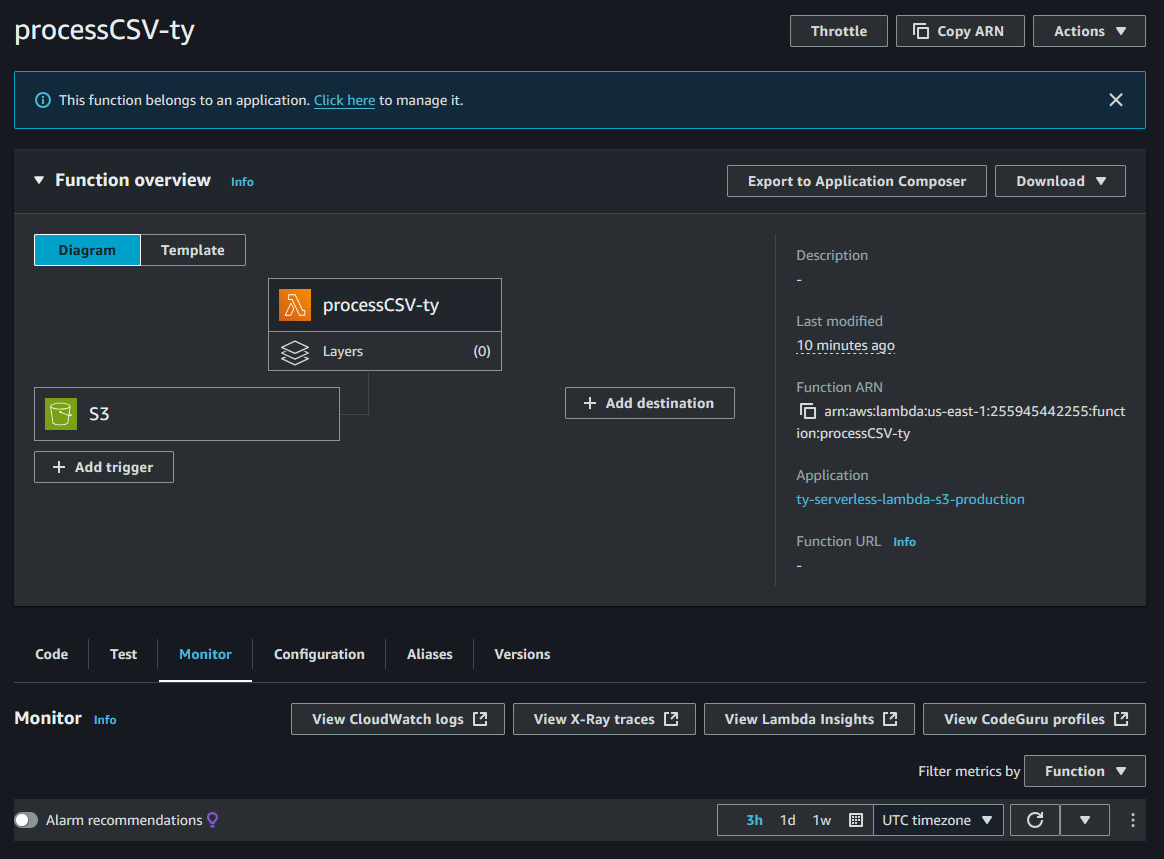 processCSV-ty
Throttle
Copy ARN
Actions
This function belongs to an application. Click here to manage it.
Function overview
Info
Export to Application Composer
Download
Diagram
Template
processCSV-ty
Layers
(0)
S3
+ Add trigger
+ Add destination
Description
-
Last modified
10 minutes ago
Function ARN
arn:aws:lambda:us-east-1:255945442255:funct
ion:processCSV-ty
Application
ty-serverless-lambda-s3-production
Function URL Info
-
Code
Test
Monitor
Configuration
Aliases
Versions
Monitor Info
View CloudWatch logs
View X-Ray traces
View Lambda Insights
View CodeGuru profiles
Filter metrics by
Function
Alarm recommendations
3h
1d
1w
UTC timezone